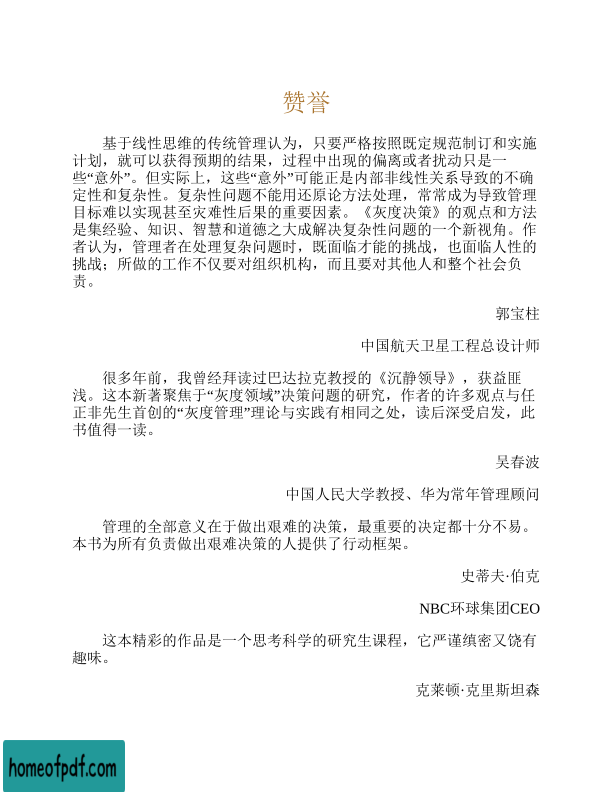 赞誉
基于线性思维的传统管理认为，只要严格按照既定规范制订和实施
计划，就可以获得预期的结果，过程中出现的偏离或者扰动只是一
些“意外”。但实际上，这些“意外”可能正是内部非线性关系导致的不确
定性和复杂性。复杂性问题不能用还原论方法处理，常常成为导致管理
目标难以实现甚至灾难性后果的重要因素。《灰度决策》的观点和方法
是集经验、知识、智慧和道德之大成解决复杂性问题的一个新视角。作
者认为，管理者在处理复杂问题时，既面临才能的挑战，也面临人性的
挑战；所做的工作不仅要对组织机构，而且要对其他人和整个社会负
责。
郭宝柱
中国航天卫星工程总设计师
很多年前，我曾经拜读过巴达拉克教授的《沉静领导》，获益匪
浅。这本新著聚焦于“灰度领域”决策问题的研究，作者的许多观点与任
正非先生首创的“灰度管理”理论与实践有相同之处，读后深受启发，此
书值得一读。
吴春波
中国人民大学教授、华为常年管理顾问
管理的全部意义在于做出艰难的决策，最重要的决定都十分不易。
本书为所有负责做出艰难决策的人提供了行动框架。
史蒂夫·伯克
NBC环球集团CEO
这本精彩的作品是一个思考科学的研究生课程，它严谨缜密又饶有
趣味。
克莱顿·克里斯坦森
homeofpdf.com